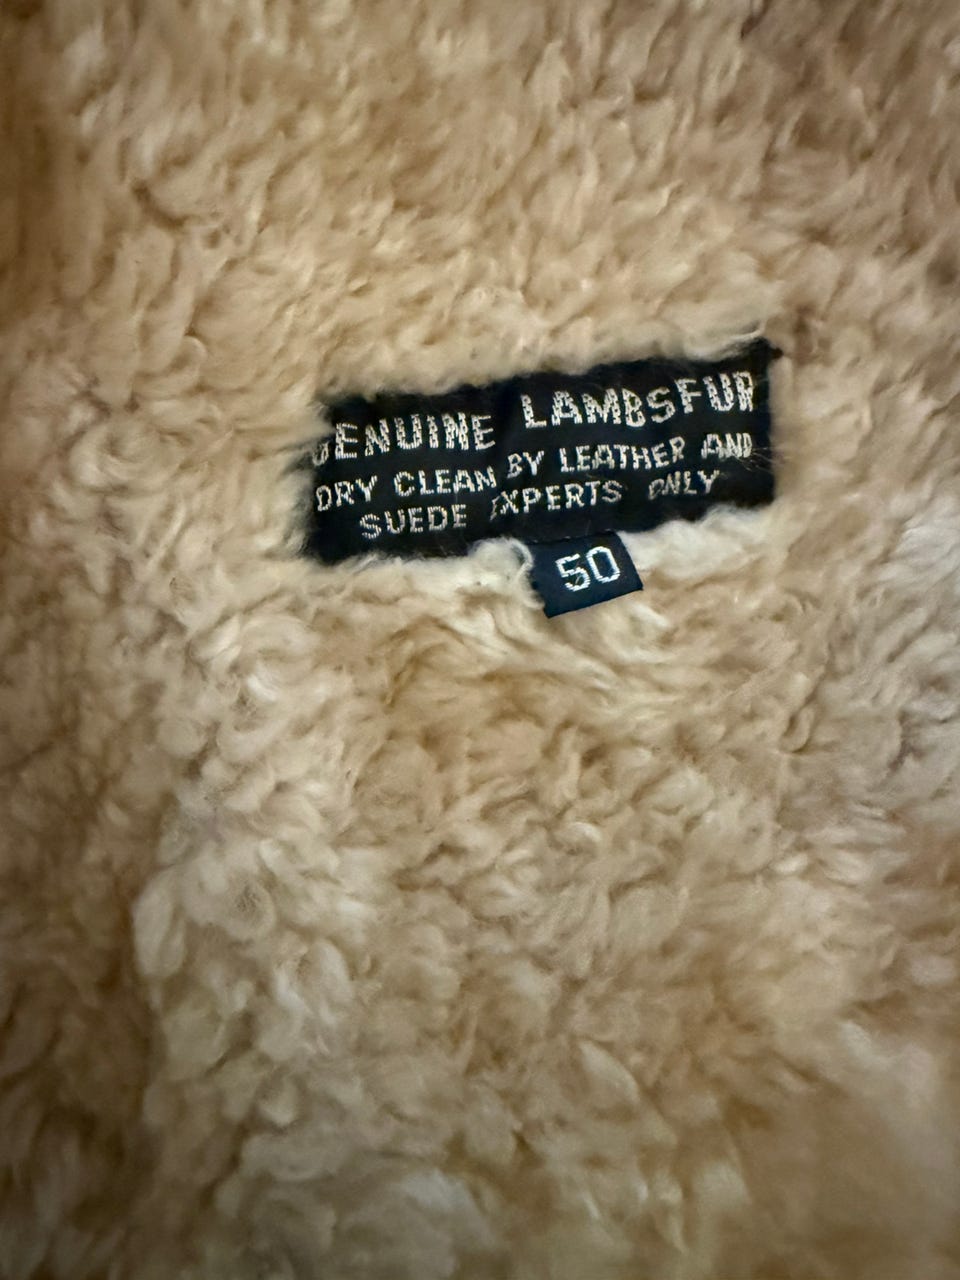 GENUINE LAMBSFUR
DRY CLEAN BY LEATHER AND
SUEDE EXPERTS ONLY
50